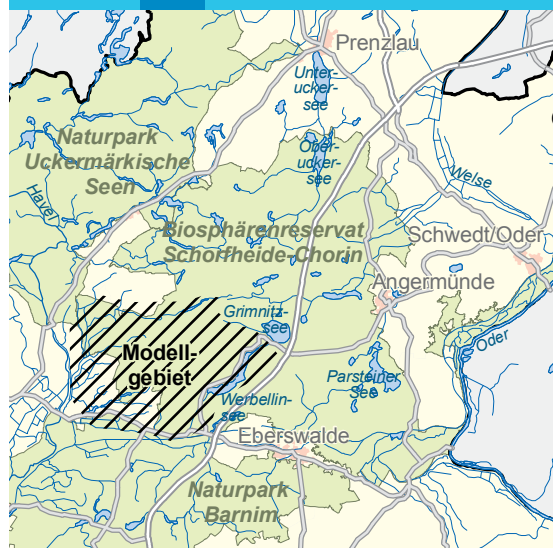 Prenzlau
Unter-
ucker-
see
Naturpark
Uckermärkische
Seen
Ober-
ucker-
see
Welse
Havel
Biosphärenreservat
Schorfheide-Chorin
Schwedt/Oder
Angermünde
Grimnitz-
see
Oder
Modell-
gebiet
Parsteiner
See
Werbellin-
see
Eberswalde
Naturpark
Barnim